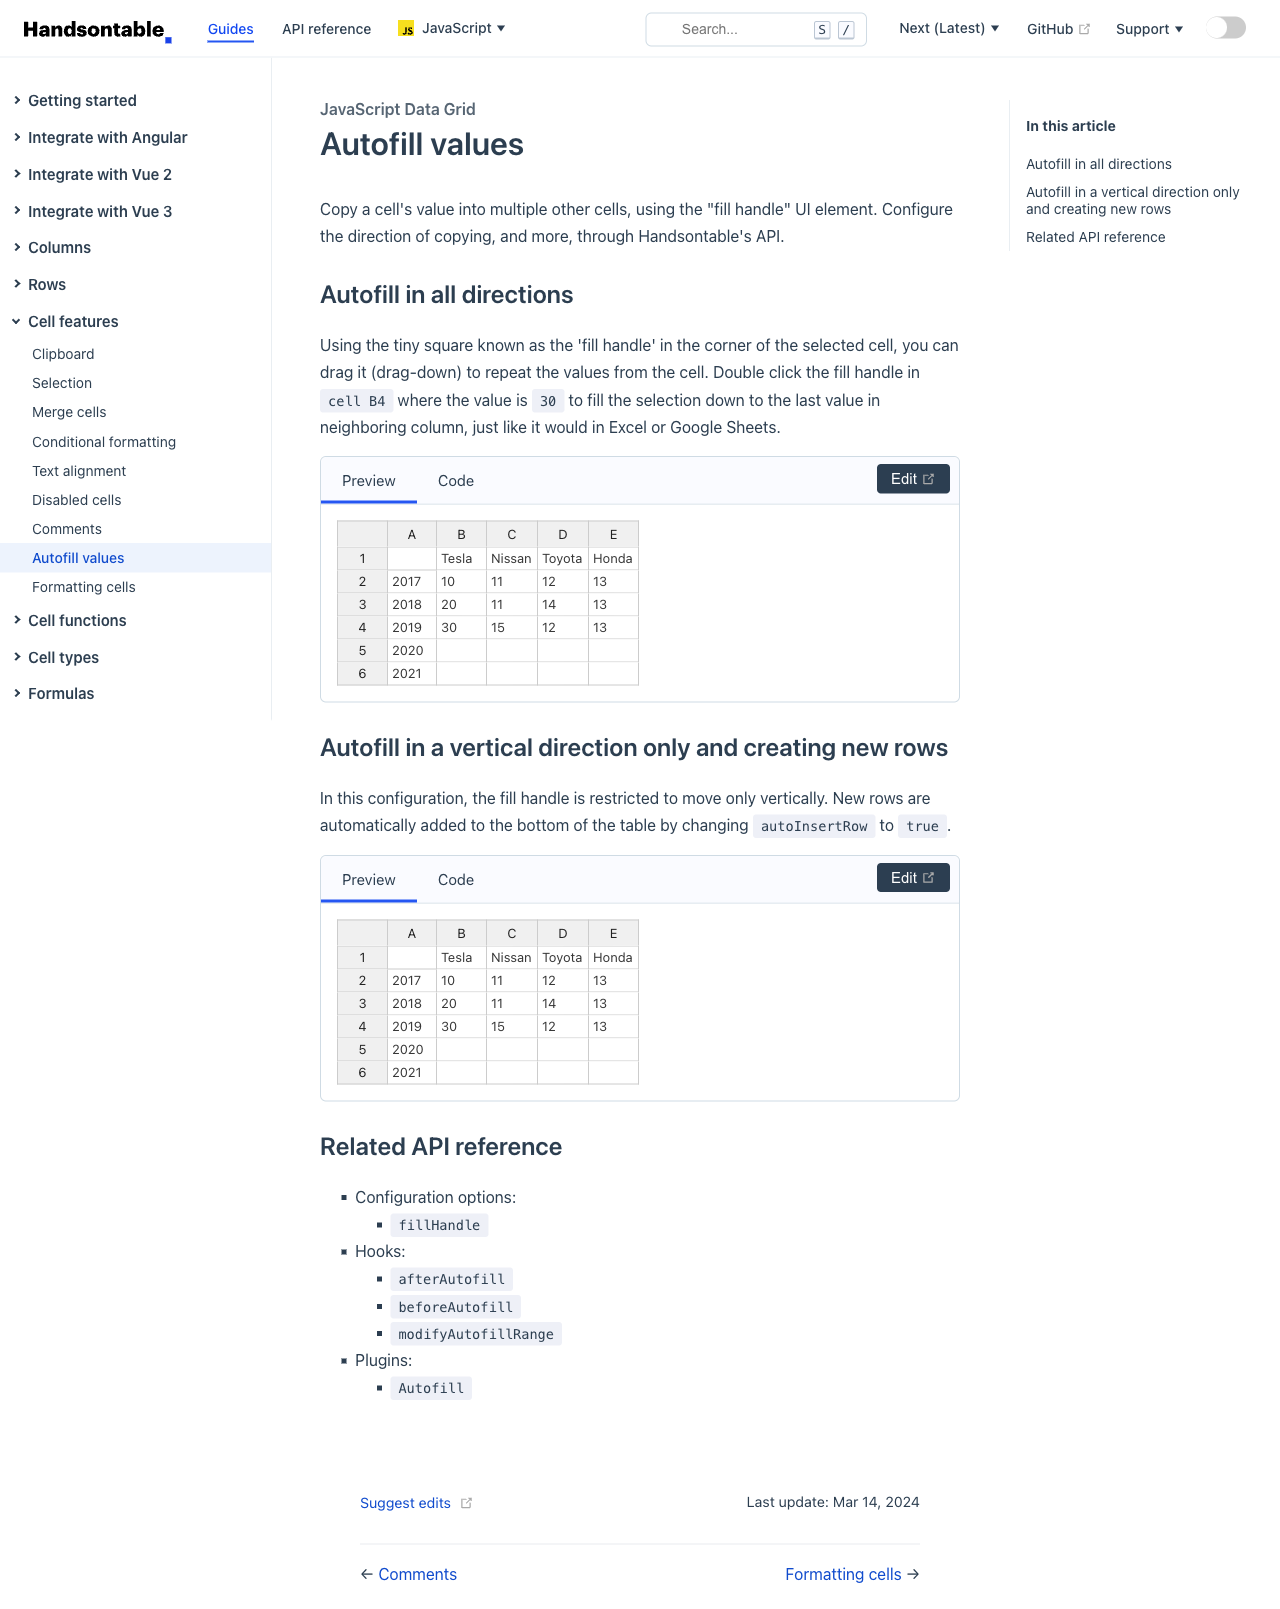 Handsontable
Guides
API reference
JS JavaScript ▾
Search...
S /
Next (Latest) ▾
GitHub
Support ▾
Getting started
Integrate with Angular
Integrate with Vue 2
Integrate with Vue 3
Columns
Rows
Cell features
Clipboard
Selection
Merge cells
Conditional formatting
Text alignment
Disabled cells
Comments
Autofill values
Formatting cells
Cell functions
Cell types
Formulas
JavaScript Data Grid
Autofill values
Copy a cell's value into multiple other cells, using the "fill handle" UI element. Configure
the direction of copying, and more, through Handsontable's API.
Autofill in all directions
Using the tiny square known as the 'fill handle' in the corner of the selected cell, you can
drag it (drag-down) to repeat the values from the cell. Double click the fill handle in
cell B4 where the value is 30 to fill the selection down to the last value in
neighboring column, just like it would in Excel or Google Sheets.
Preview Code Edit
A B C D E
1 Tesla Nissan Toyota Honda
2 2017 10 11 12 13
3 2018 20 11 14 13
4 2019 30 15 12 13
5 2020
6 2021
Autofill in a vertical direction only and creating new rows
In this configuration, the fill handle is restricted to move only vertically. New rows are
automatically added to the bottom of the table by changing autoInsertRow to true .
Preview Code Edit
A B C D E
1 Tesla Nissan Toyota Honda
2 2017 10 11 12 13
3 2018 20 11 14 13
4 2019 30 15 12 13
5 2020
6 2021
Related API reference
▪ Configuration options:
▪ fillHandle
▪ Hooks:
▪ afterAutofill
▪ beforeAutofill
▪ modifyAutofillRange
▪ Plugins:
▪ Autofill
Suggest edits
Last update: Mar 14, 2024
← Comments
Formatting cells →
In this article
Autofill in all directions
Autofill in a vertical direction only
and creating new rows
Related API reference